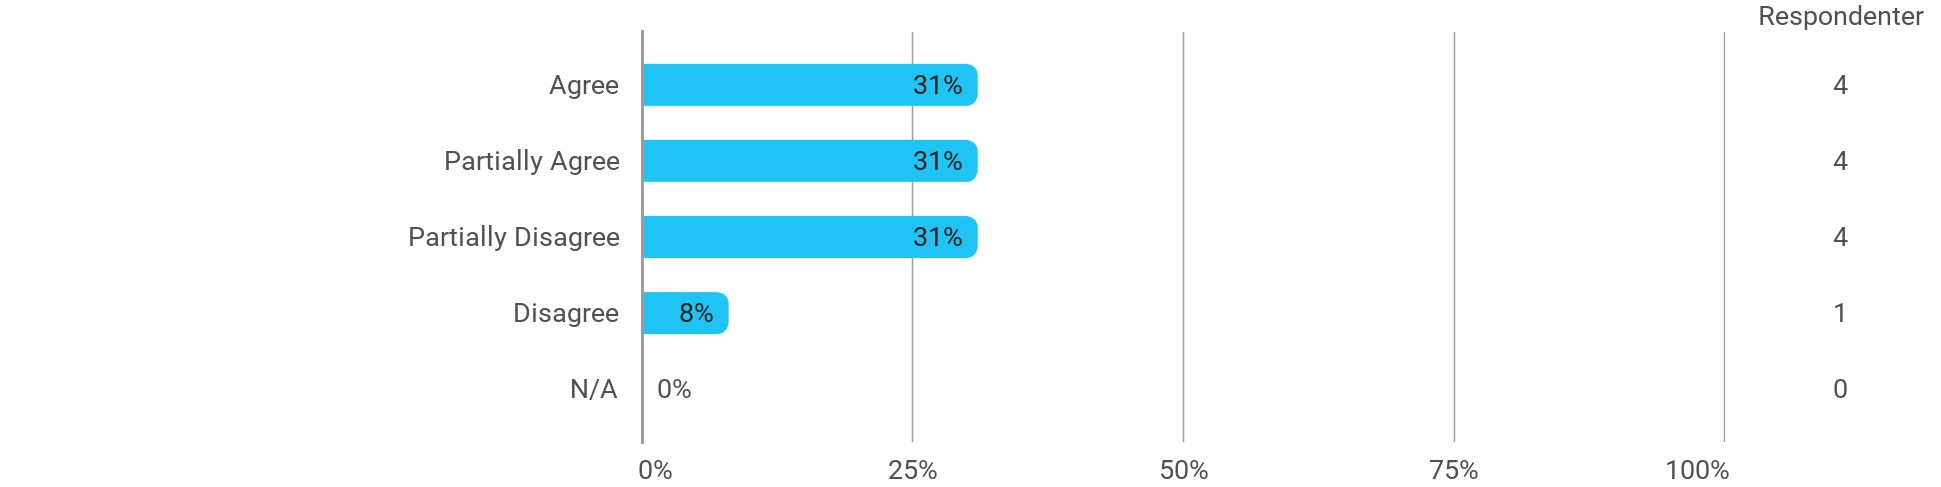 Respondenter
Agree 31% 4
Partially Agree 31% 4
Partially Disagree 31% 4
Disagree 8% 1
N/A 0% 0
0% 25% 50% 75% 100%